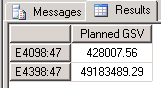 Messages Results
Planned GSV
E4098:47 428007.56
E4398:47 49183489.29